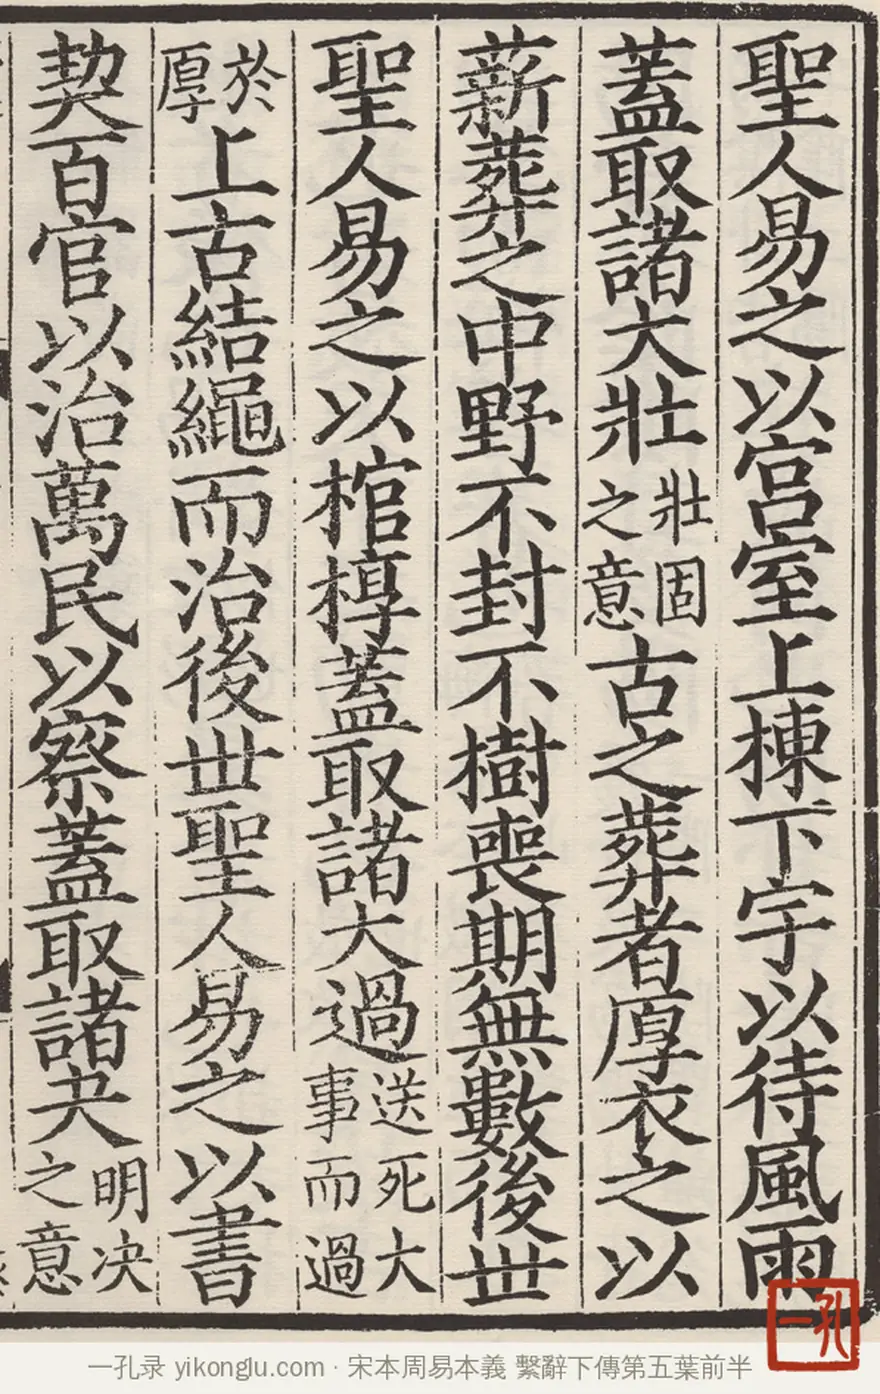 聖人易之以宮室上棟下宇以待風雨
蓋取諸大壯壯固之意古之葬者厚衣之以
薪葬之中野不封不樹喪期無數後世
聖人易之以棺椁蓋取諸大過送死大事而過
於厚上古結繩而治後世聖人易之以書
契百官以治萬民以察蓋取諸夬明决之意
一孔
一孔录 yikonglu.com · 宋本周易本義 繫辭下傳第五葉前半